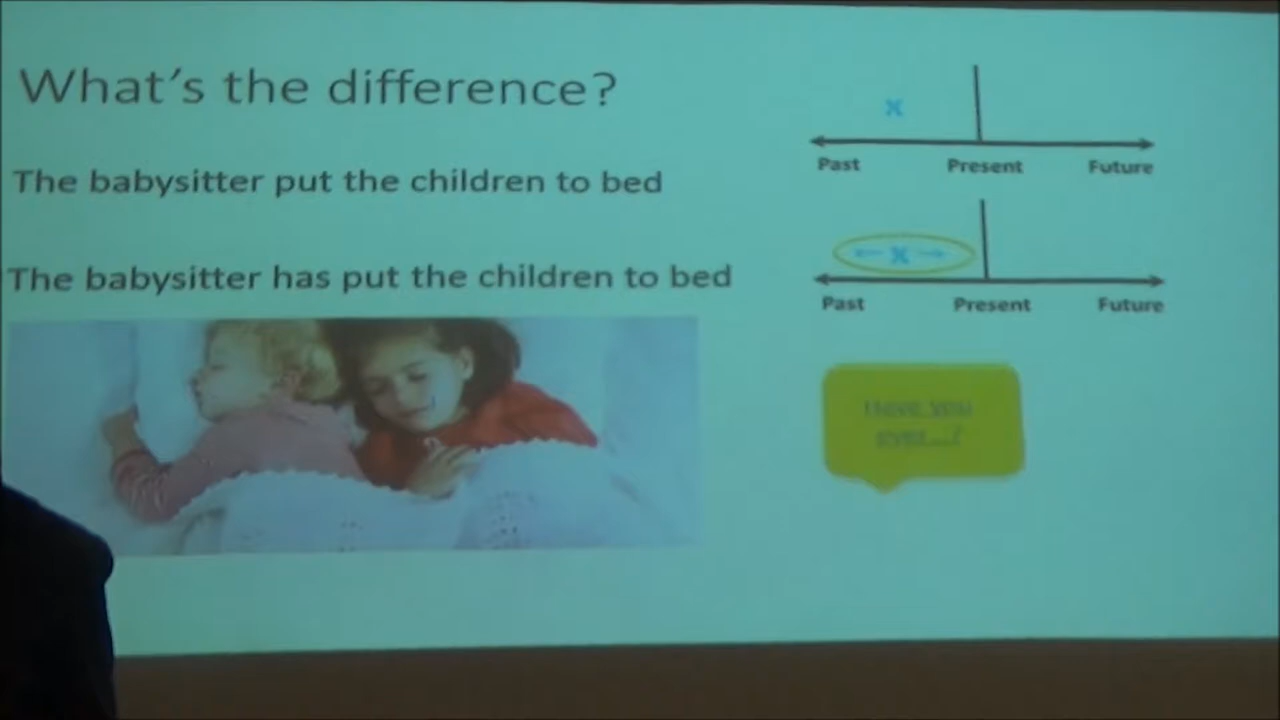 What's the difference?
The babysitter put the children to bed
The babysitter has put the children to bed
x
Past Present Future
← x →
Past Present Future
Have you
ever...?